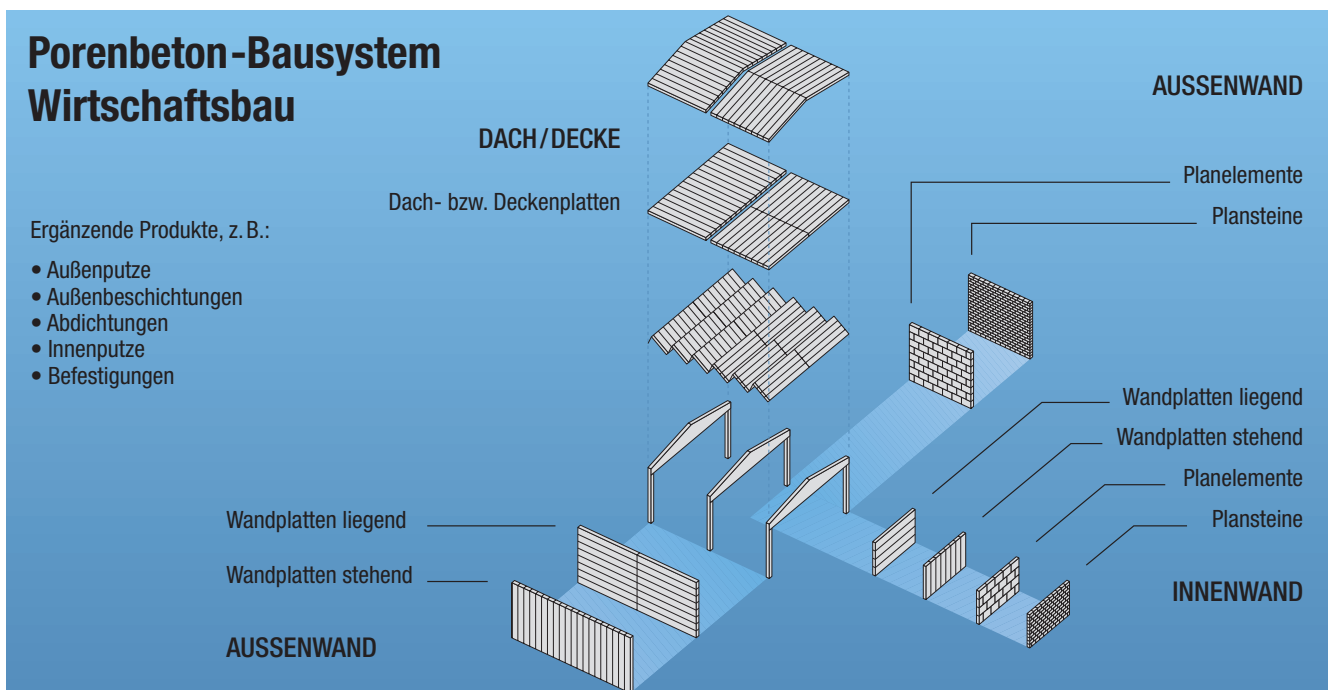 Porenbeton-Bausystem
Wirtschaftsbau
Ergänzende Produkte, z. B.:
• Außenputze
• Außenbeschichtungen
• Abdichtungen
• Innenputze
• Befestigungen
DACH/DECKE
Dach- bzw. Deckenplatten
AUSSENWAND
Planelemente
Plansteine
Wandplatten liegend
Wandplatten stehend
Planelemente
Plansteine
INNENWAND
Wandplatten liegend
Wandplatten stehend
AUSSENWAND